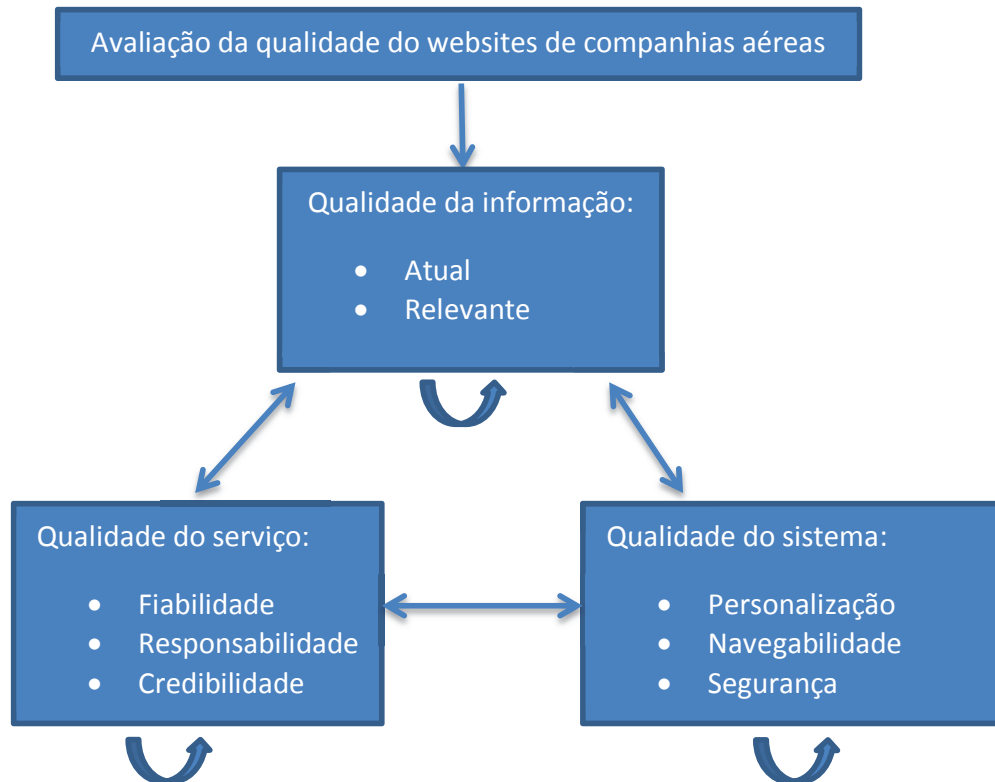 Avaliação da qualidade do websites de companhias aéreas
Qualidade da informação:
• Atual
• Relevante
Qualidade do serviço:
• Fiabilidade
• Responsabilidade
• Credibilidade
Qualidade do sistema:
• Personalização
• Navegabilidade
• Segurança